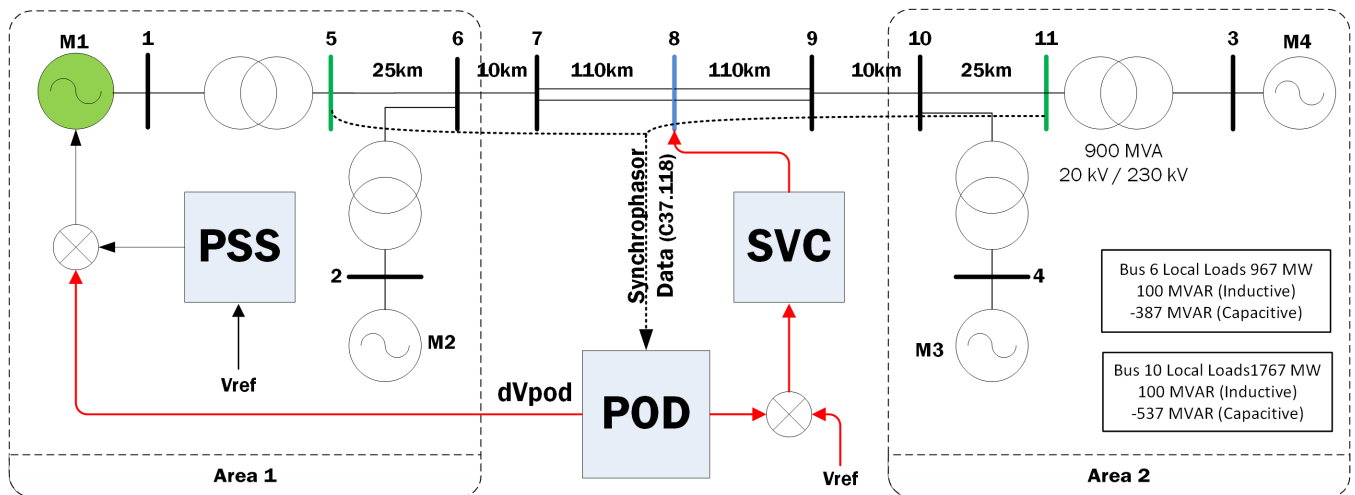 M1
1
5
6
7
8
9
10
11
3
M4
25km
10km
110km
110km
10km
25km
900 MVA
20 kV / 230 kV
Synchrophasor
Data (C37.118)
PSS
SVC
2
4
Bus 6 Local Loads 967 MW
100 MVAR (Inductive)
-387 MVAR (Capacitive)
M2
M3
Vref
dVpod
POD
Bus 10 Local Loads1767 MW
100 MVAR (Inductive)
-537 MVAR (Capacitive)
Vref
Area 1
Area 2